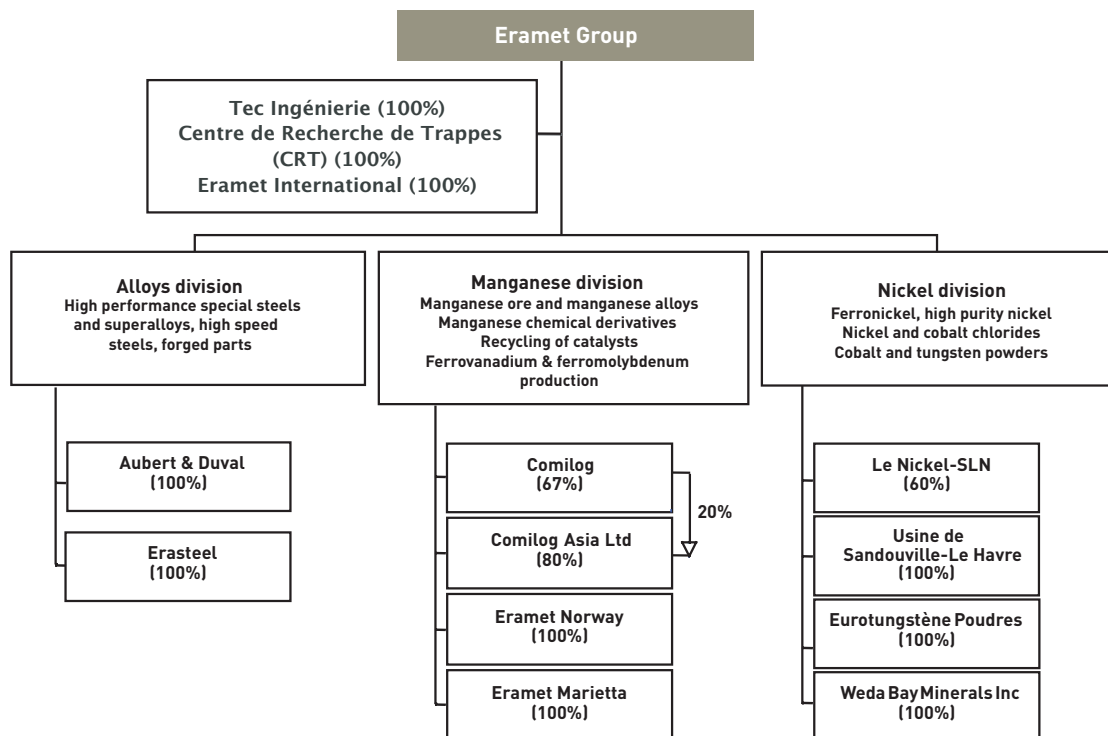 Eramet Group
Tec Ingénierie (100%)
Centre de Recherche de Trappes
(CRT) (100%)
Eramet International (100%)
Alloys division
High performance special steels
and superalloys, high speed
steels, forged parts
Manganese division
Manganese ore and manganese alloys
Manganese chemical derivatives
Recycling of catalysts
Ferrovanadium & ferromolybdenum
production
Nickel division
Ferronickel, high purity nickel
Nickel and cobalt chlorides
Cobalt and tungsten powders
Aubert & Duval
(100%)
Erasteel
(100%)
Comilog
(67%)
20%
Comilog Asia Ltd
(80%)
Eramet Norway
(100%)
Eramet Marietta
(100%)
Le Nickel-SLN
(60%)
Usine de
Sandouville-Le Havre
(100%)
Eurotungstène Poudres
(100%)
Weda Bay Minerals Inc
(100%)